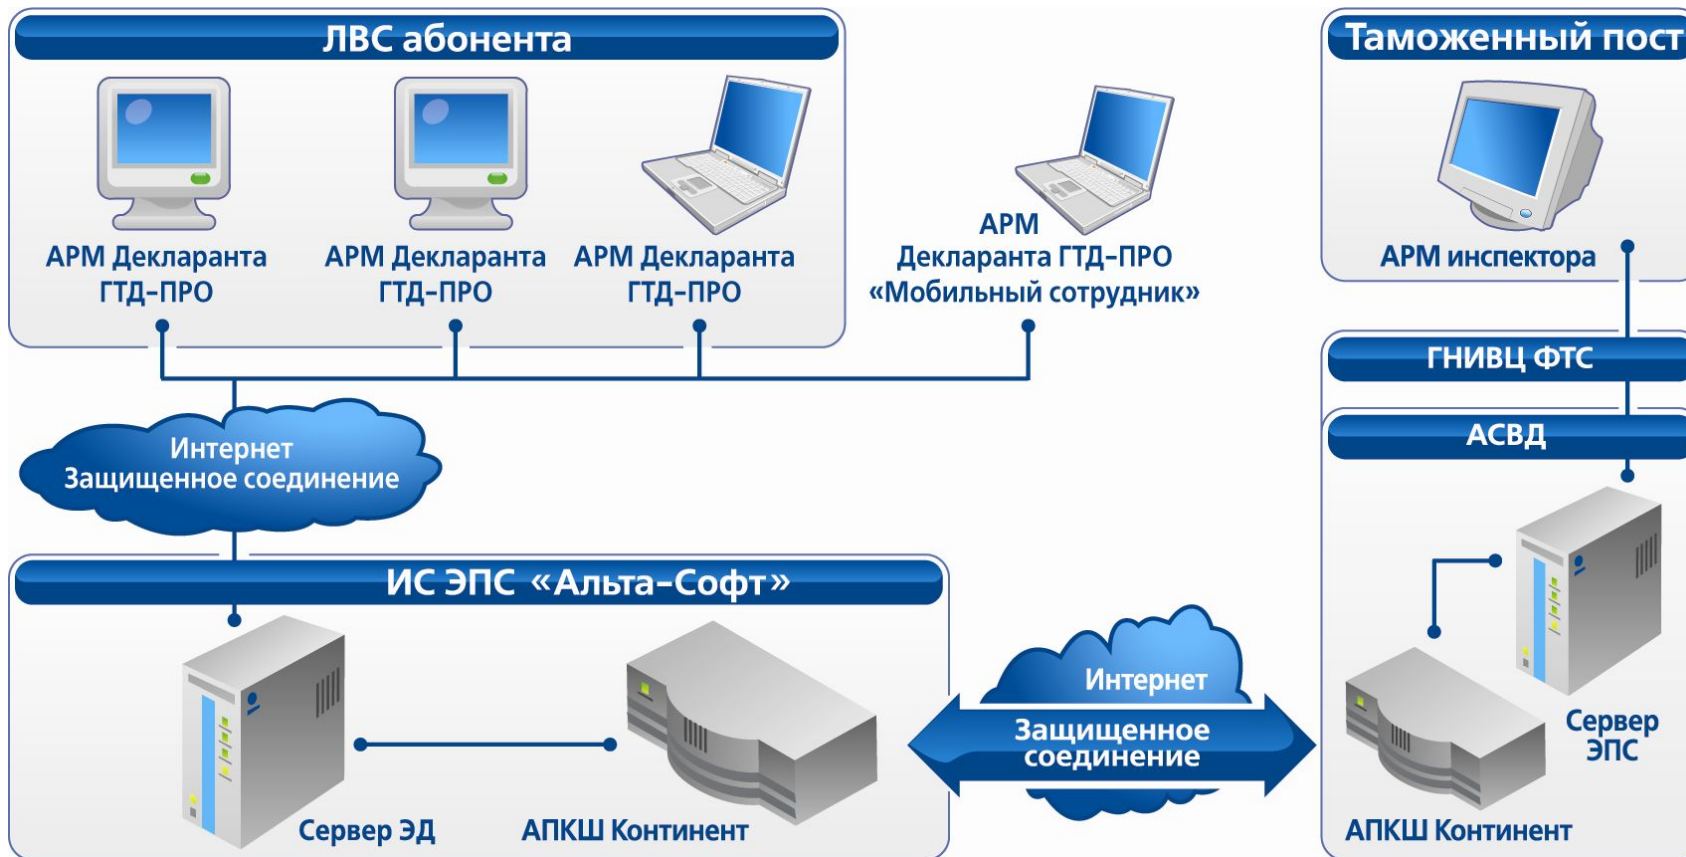 ЛВС абонента
АРМ Декларанта
ГТД-ПРО
АРМ Декларанта
ГТД-ПРО
АРМ Декларанта
ГТД-ПРО
АРМ
Декларанта ГТД-ПРО
«Мобильный сотрудник»
Таможенный пост
АРМ инспектора
ГНИВЦ ФТС
АСВД
Интернет
Защищенное соединение
ИС ЭПС «Альта-Софт»
Сервер ЭД
АПКШ Континент
Интернет
Защищенное
соединение
Сервер
ЭПС
АПКШ Континент